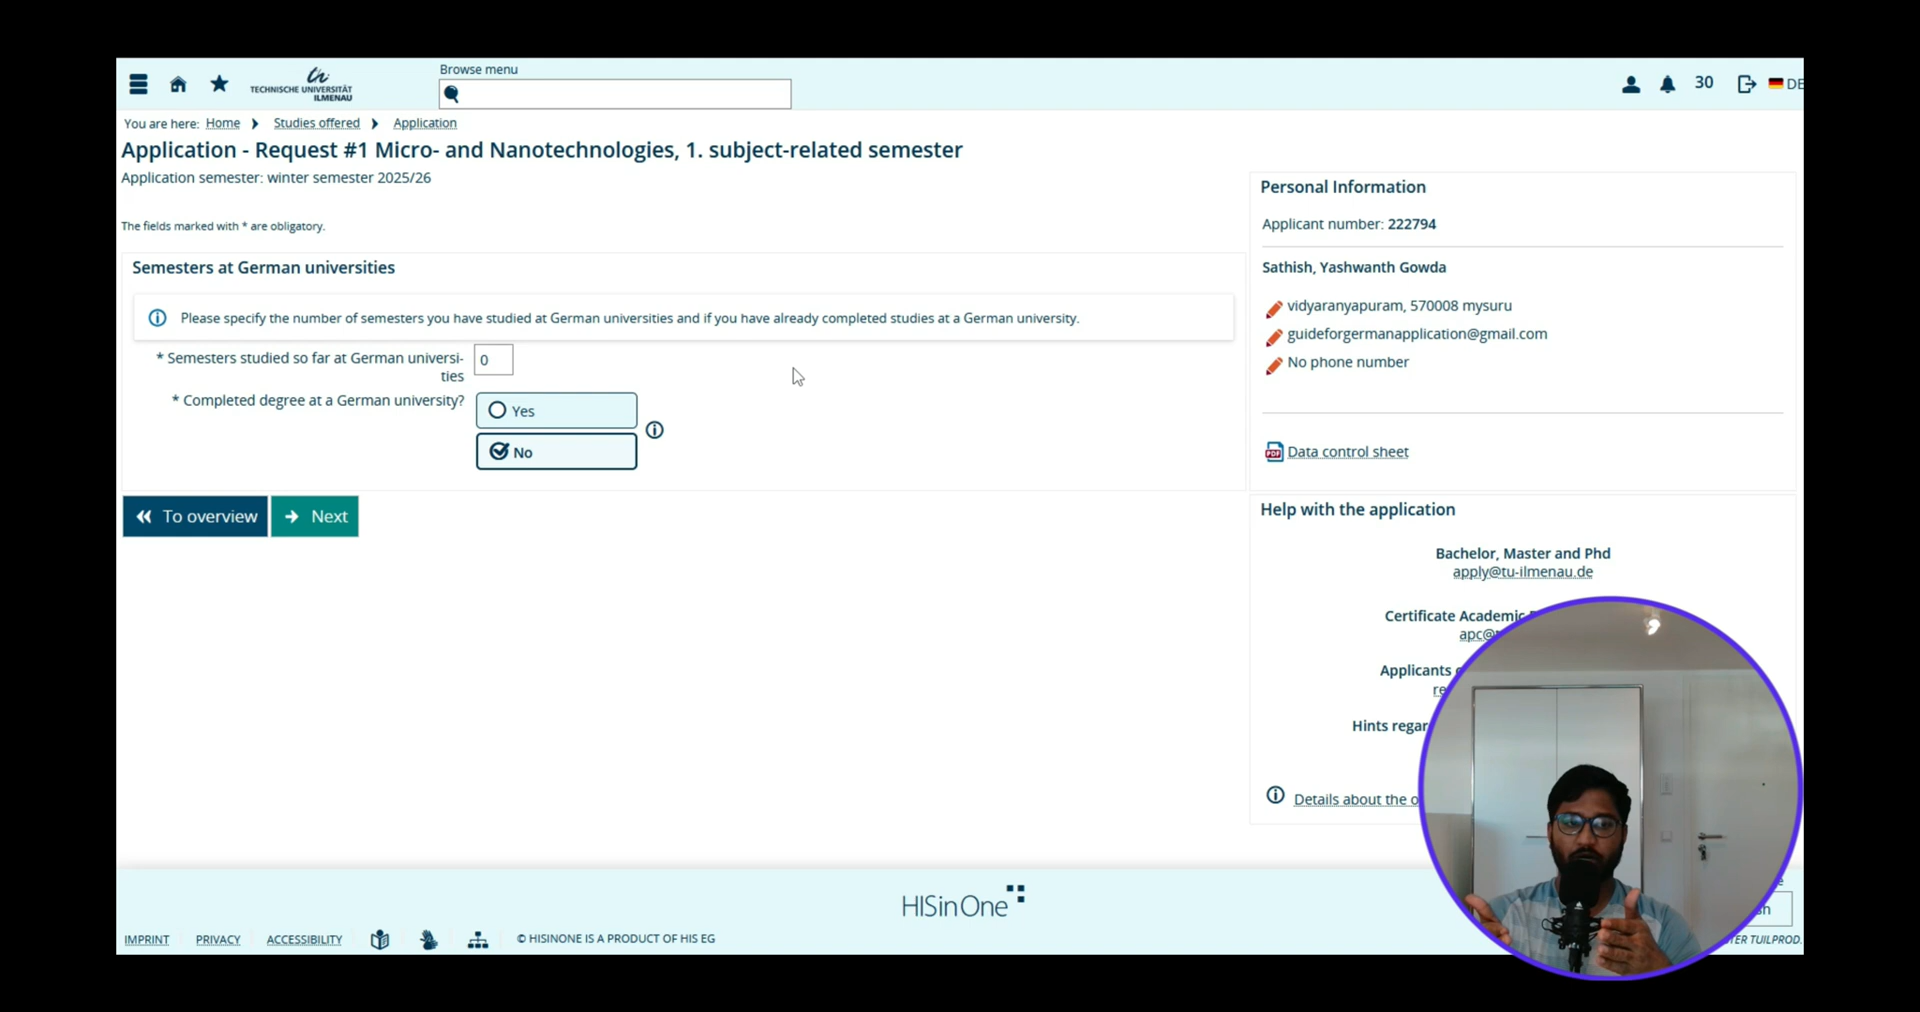 Browse menu
TECHNISCHE UNIVERSITÄT
ILMENAU
30
DE
You are here: Home Studies offered Application
Application - Request #1 Micro- and Nanotechnologies, 1. subject-related semester
Application semester: winter semester 2025/26
The fields marked with * are obligatory.
Semesters at German universities
Please specify the number of semesters you have studied at German universities and if you have already completed studies at a German university.
* Semesters studied so far at German universi-
ties
0
* Completed degree at a German university?
Yes
No
To overview
Next
Personal Information
Applicant number: 222794
Sathish, Yashwanth Gowda
vidyaranyapuram, 570008 mysuru
guideforgermanapplication@gmail.com
No phone number
PDF
Data control sheet
Help with the application
Bachelor, Master and Phd
apply@tu-ilmenau.de
Certificate Academic
apc@
Applicants
re
Hints regar
Details about the o
HISinOne
IMPRINT
PRIVACY
ACCESSIBILITY
© HISINONE IS A PRODUCT OF HIS EG
TUILPROD.